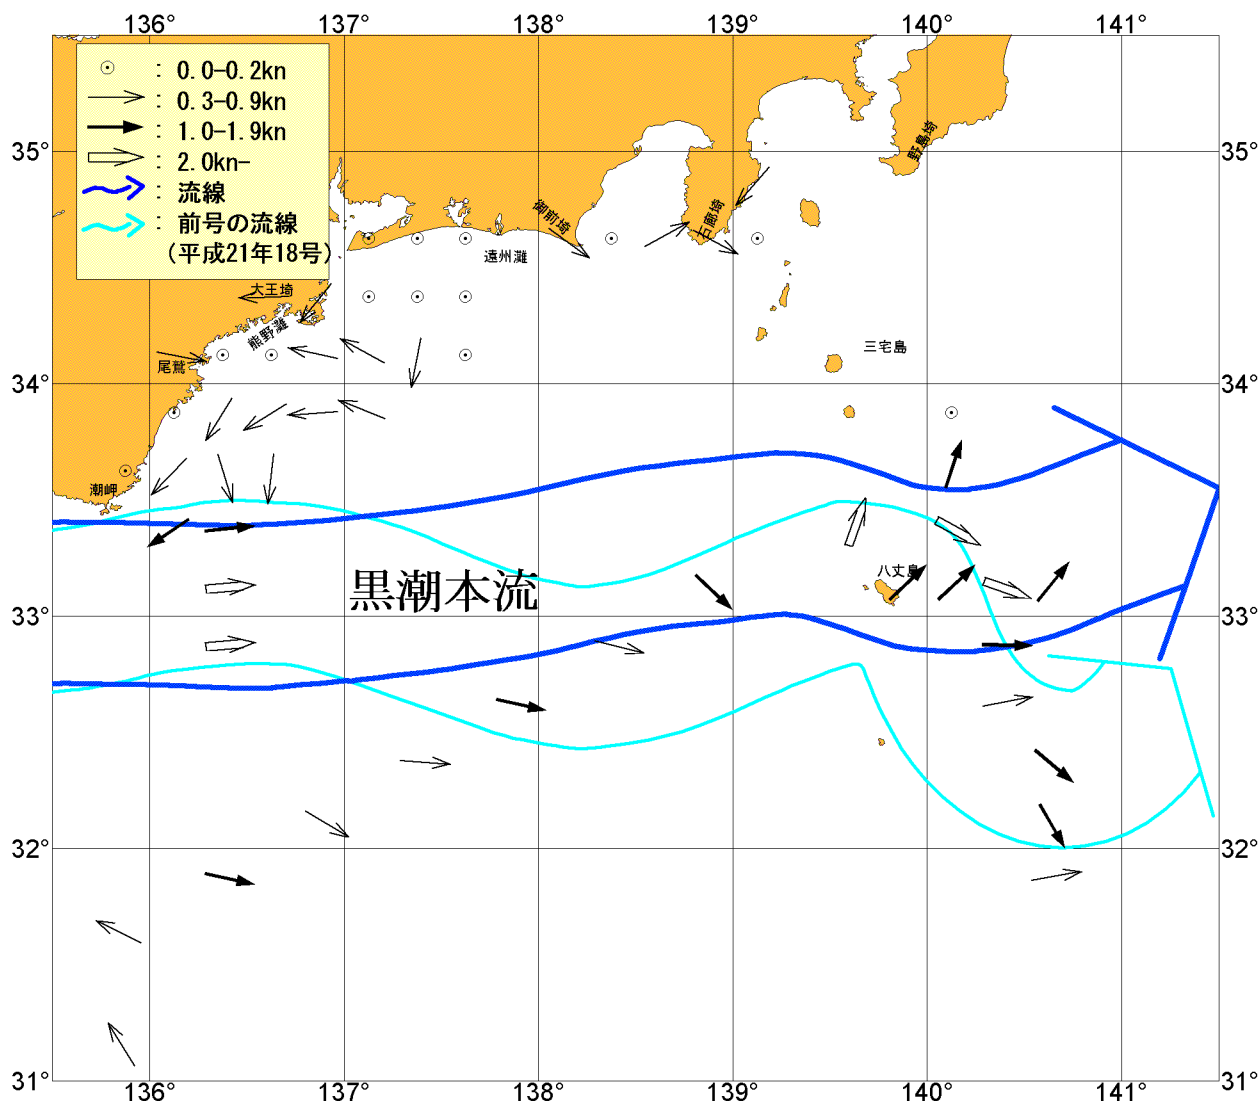 136° 137° 138° 139° 140° 141°
: 0.0-0.2kn
: 0.3-0.9kn
: 1.0-1.9kn
: 2.0kn-
: 流線
: 前号の流線
(平成21年18号)
35° 35°
野島埼
石廊埼
御前埼
遠州灘
大王埼
熊野灘
尾鷲
三宅島
34° 34°
潮岬
黒潮本流
八丈島
33° 33°
32° 32°
31° 31°
136° 137° 138° 139° 140° 141°